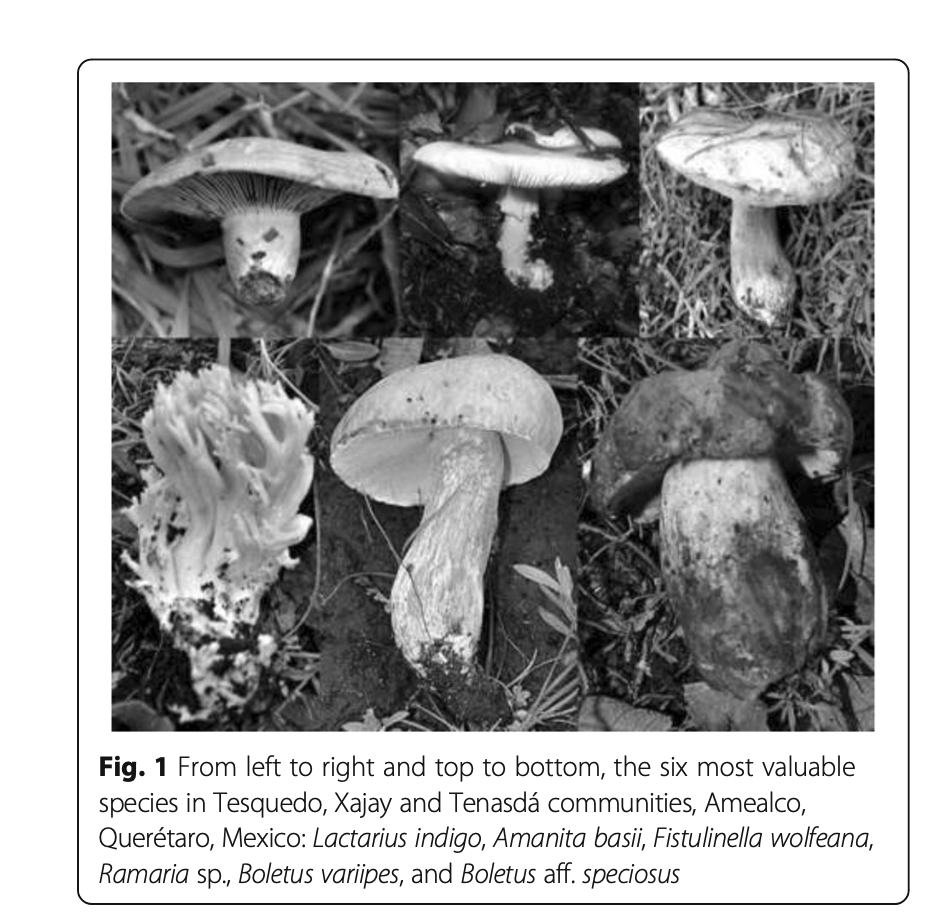 Fig. 1 From left to right and top to bottom, the six most valuable
species in Tesquedo, Xajay and Tenasdá communities, Amealco,
Querétaro, Mexico: Lactarius indigo, Amanita basii, Fistulinella wolfeana,
Ramaria sp., Boletus variipes, and Boletus aff. speciosus